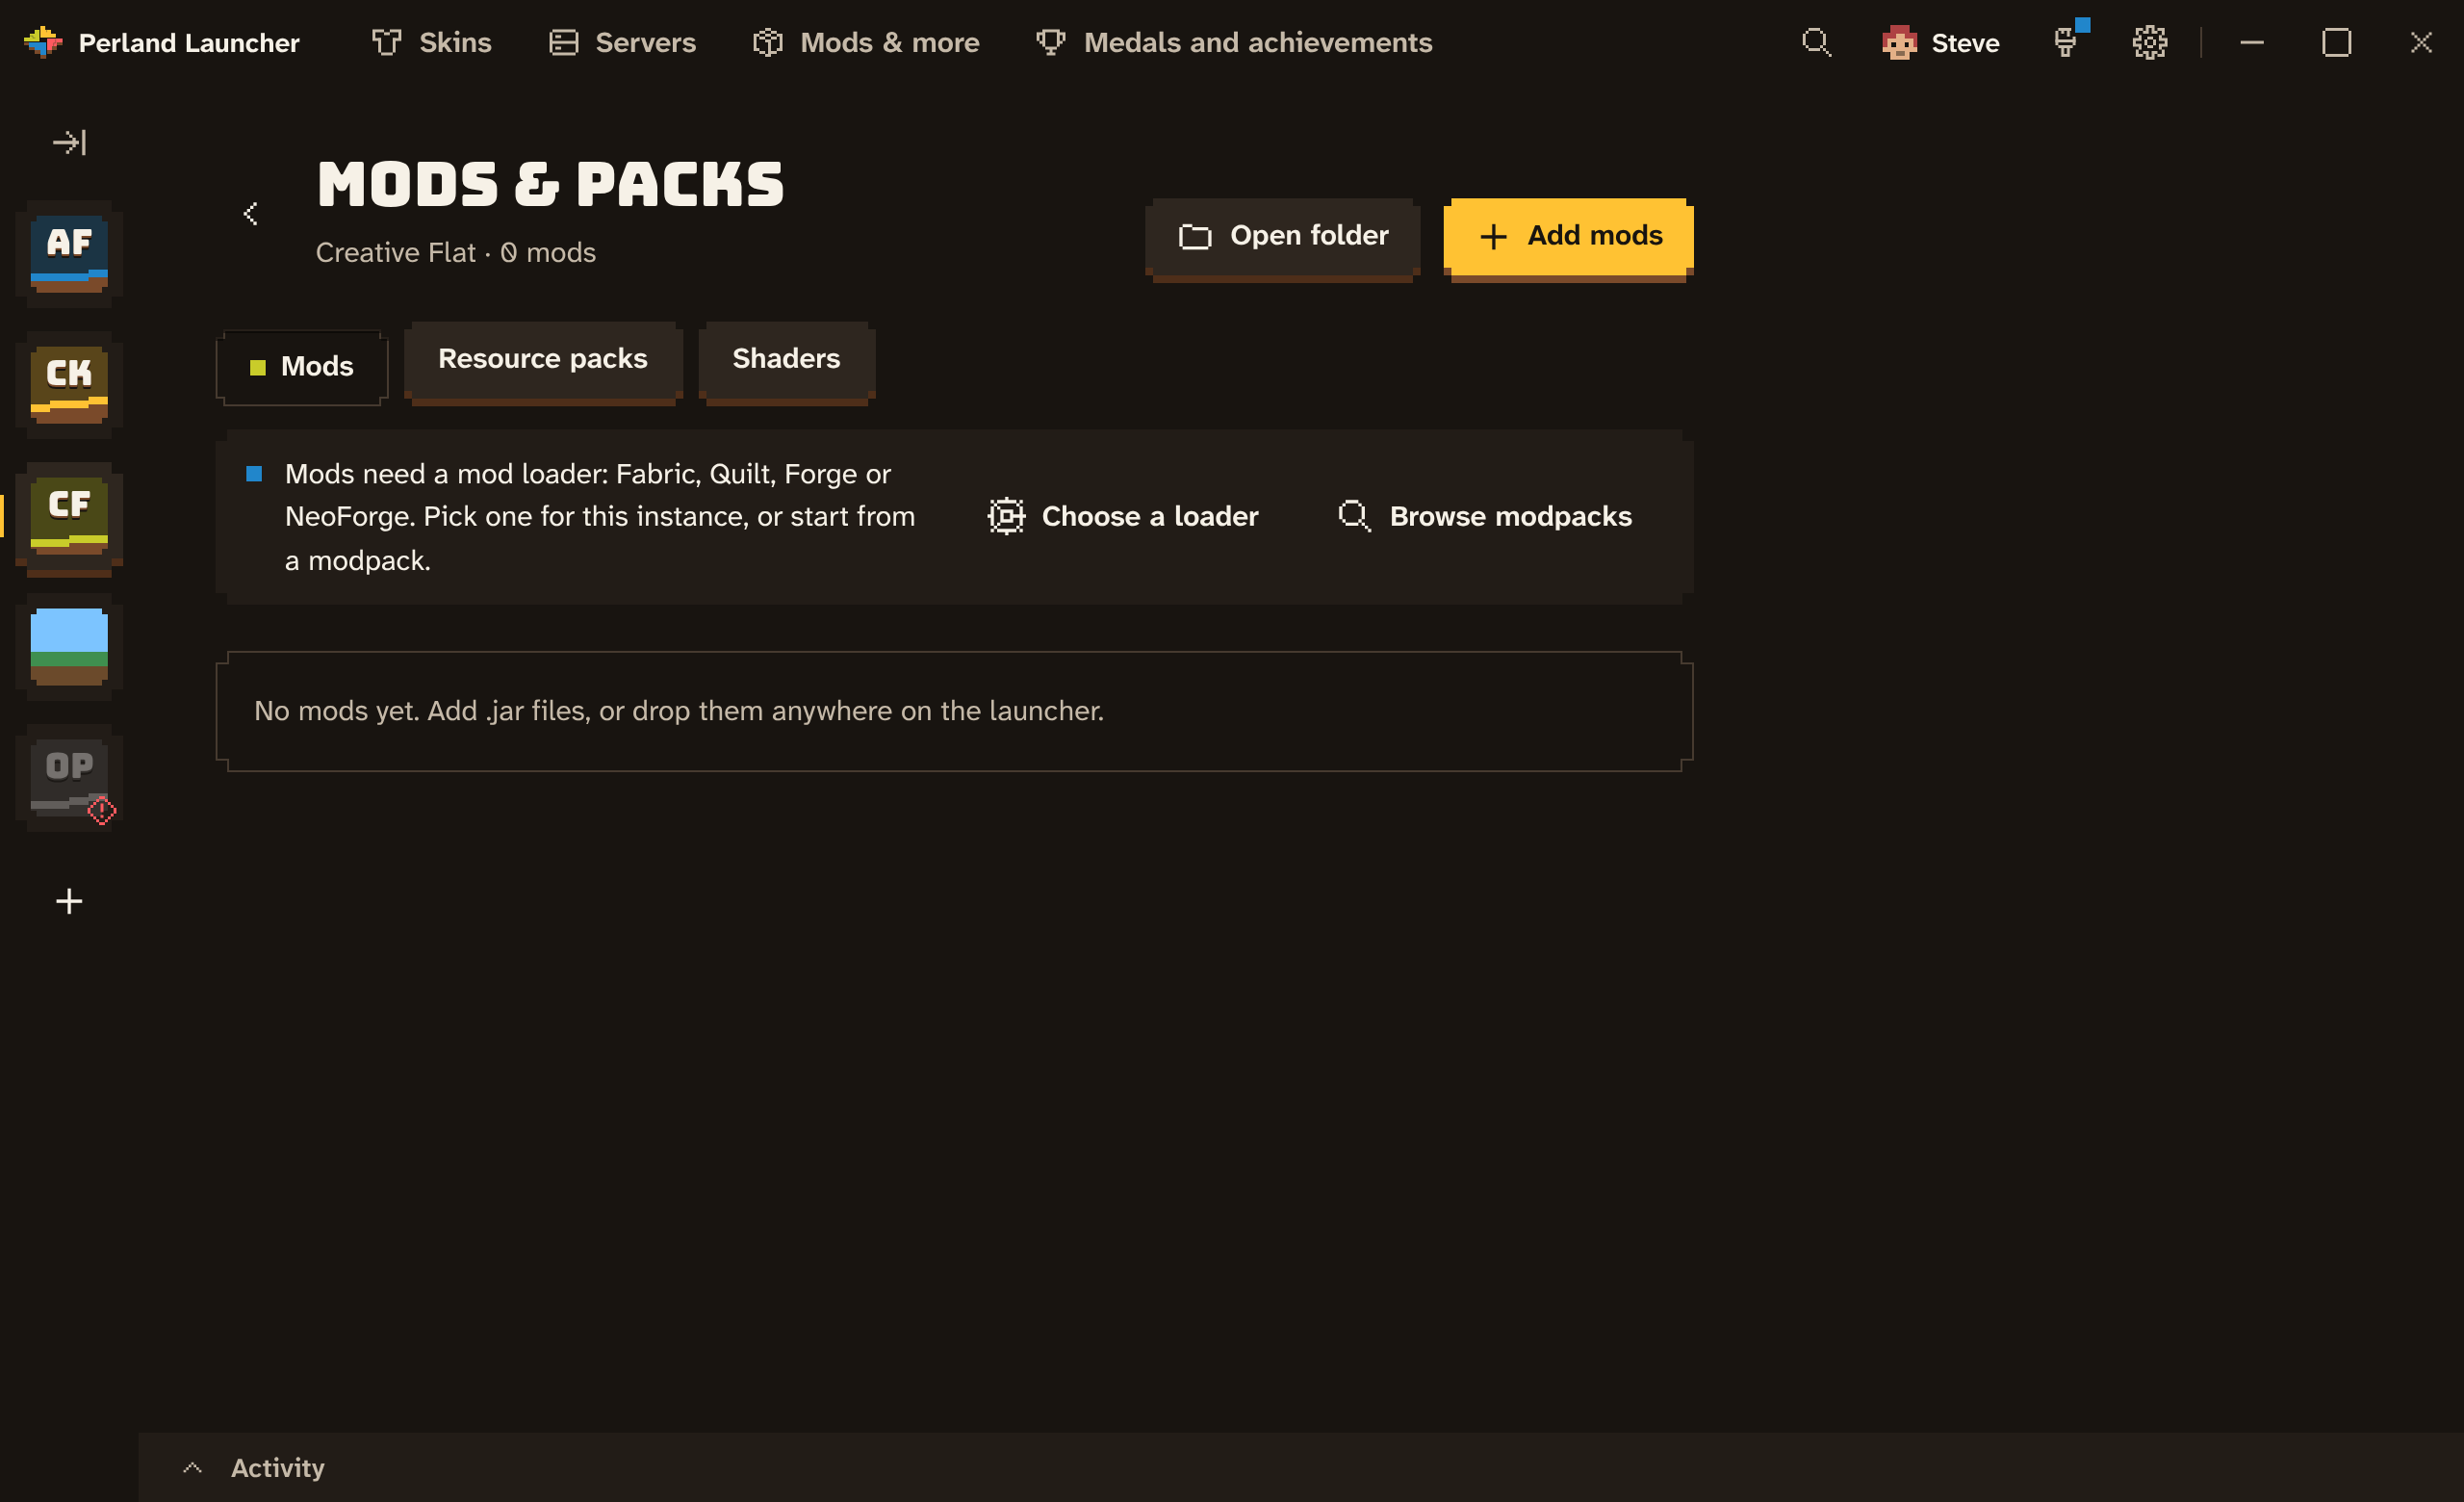 Perland Launcher
Skins
Servers
Mods & more
Medals and achievements
Steve
AF
CK
CF
OP
MODS & PACKS
Creative Flat · 0 mods
Open folder
Add mods
Mods
Resource packs
Shaders
Mods need a mod loader: Fabric, Quilt, Forge or
NeoForge. Pick one for this instance, or start from
a modpack.
Choose a loader
Browse modpacks
No mods yet. Add .jar files, or drop them anywhere on the launcher.
Activity